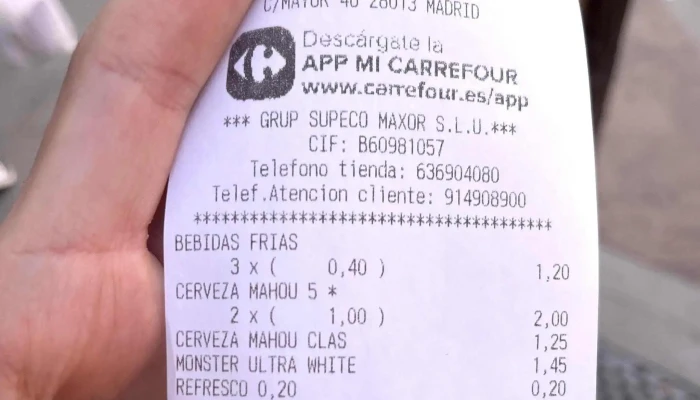 C/MAYOR 40 28013 MADRID
Descárgate la
APP MI CARREFOUR
www.carrefour.es/app
*** GRUP SUPECO MAXOR S.L.U.***
CIF: B60981057
Telefono tienda: 636904080
Telef.Atencion cliente: 914908900
****************************************
BEBIDAS FRIAS
3 x ( 0,40 ) 1,20
CERVEZA MAHOU 5 *
2 x ( 1,00 ) 2,00
CERVEZA MAHOU CLAS 1,25
MONSTER ULTRA WHITE 1,45
REFRESCO 0,20 0,20